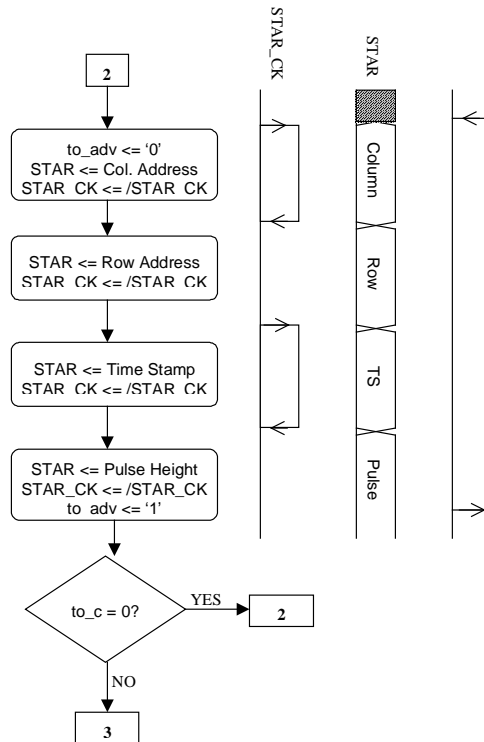 2
to_adv <= ‘0’
STAR <= Col. Address
STAR_CK <= /STAR_CK
STAR <= Row Address
STAR_CK <= /STAR_CK
STAR <= Time Stamp
STAR_CK <= /STAR_CK
STAR <= Pulse Height
STAR_CK <= /STAR_CK
to_adv <= ‘1’
to_c = 0?
YES
2
NO
3
STAR_CK
STAR
Column
Row
TS
Pulse